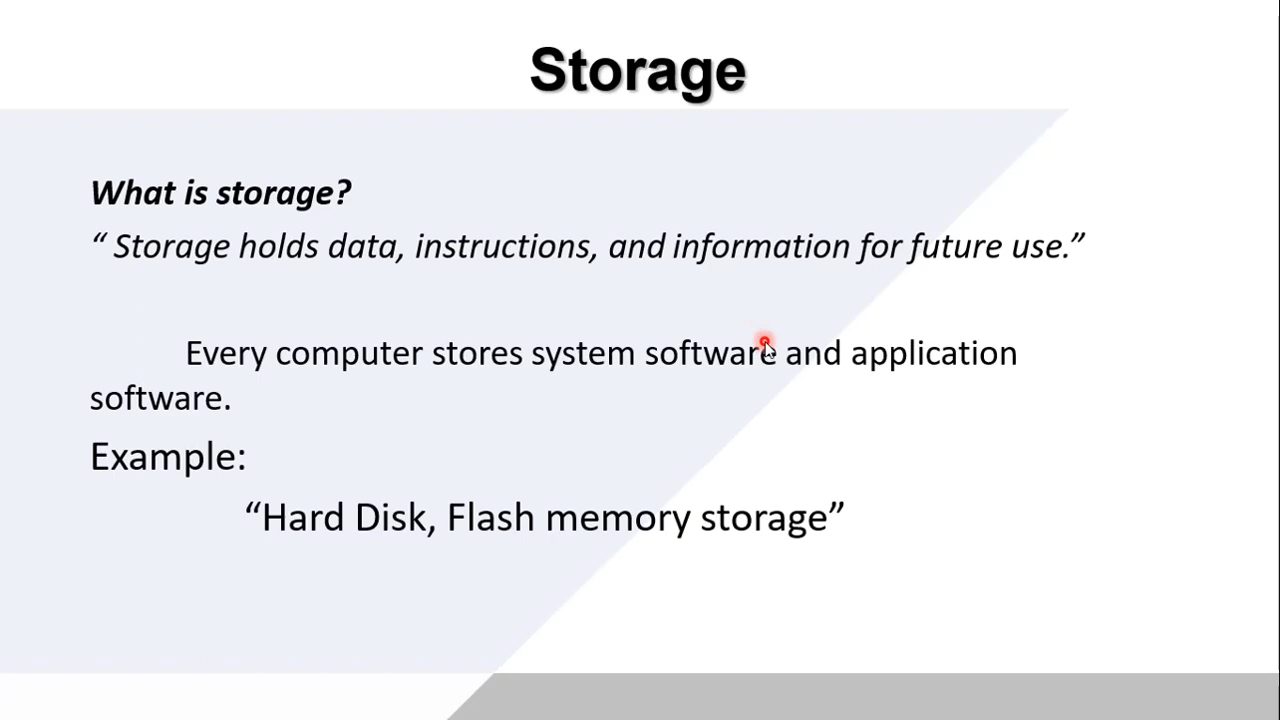 Storage
What is storage?
“ Storage holds data, instructions, and information for future use.”
Every computer stores system software and application
software.
Example:
“Hard Disk, Flash memory storage”